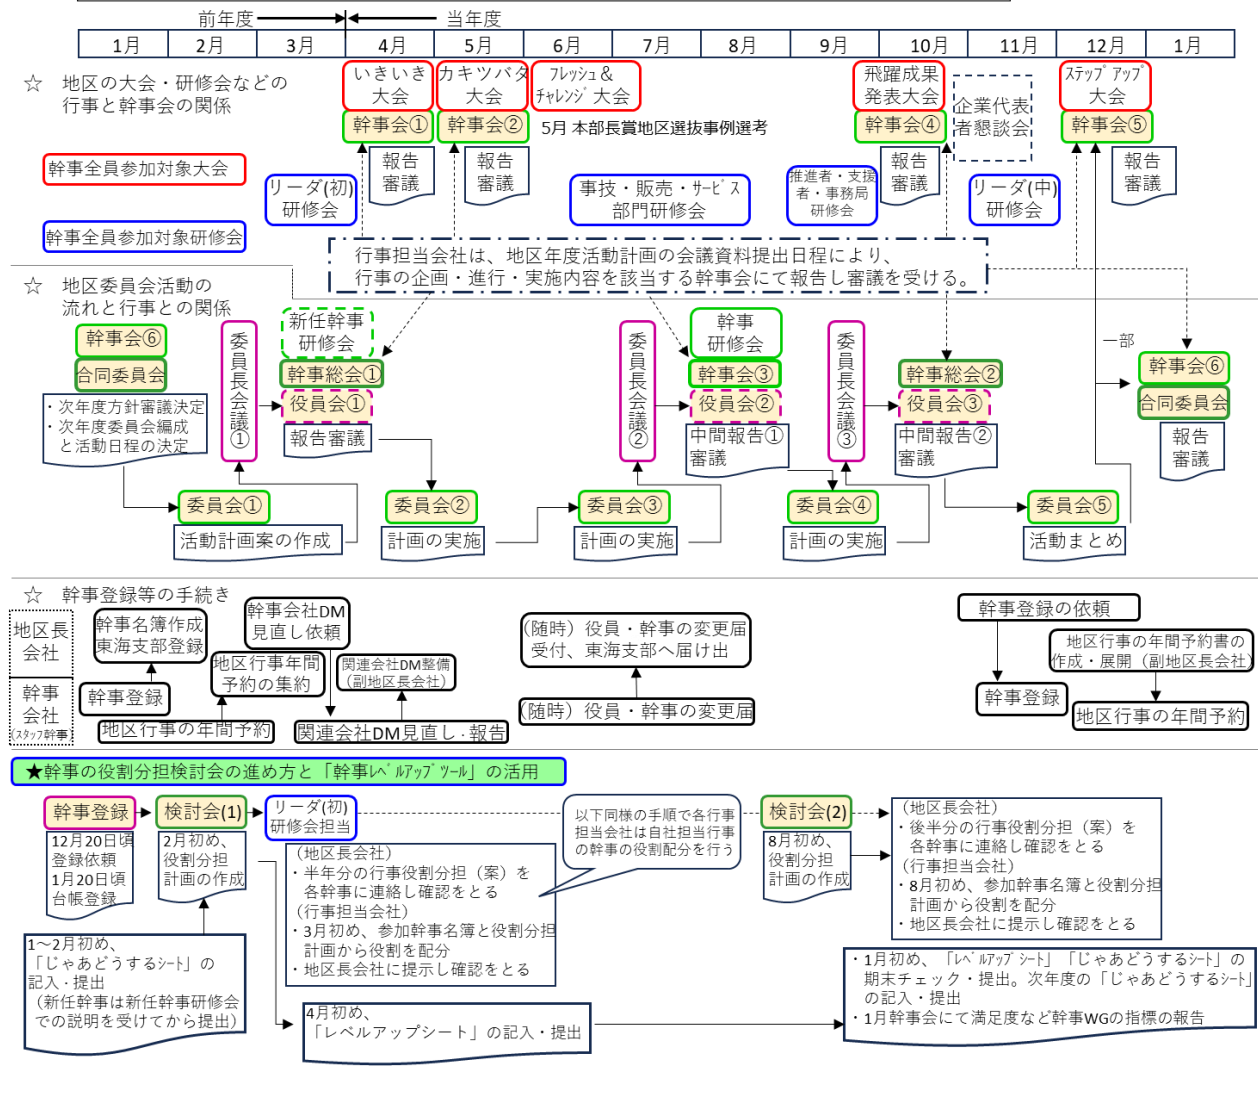 前年度
当年度
1月 2月 3月 4月 5月 6月 7月 8月 9月 10月 11月 12月 1月
☆ 地区の大会・研修会などの
行事と幹事会の関係
いきいき
大会
カキツバタ
大会
フレッシュ＆
チャレンジ大会
飛躍成果
発表大会
ステップアップ
大会
幹事会①
幹事会②
5月 本部長賞地区選抜事例選考
幹事会④
企業代表
者懇談会
幹事会⑤
報告
審議
報告
審議
報告
審議
報告
審議
幹事全員参加対象大会
リーダ(初)
研修会
事技・販売・サービス
部門研修会
推進者・支援
者・事務局
研修会
リーダ(中)
研修会
幹事全員参加対象研修会
行事担当会社は、地区年度活動計画の会議資料提出日程により、
行事の企画・進行・実施内容を該当する幹事会にて報告し審議を受ける。
☆ 地区委員会活動の
流れと行事との関係
幹事会⑥
合同委員会
・次年度方針審議決定
・次年度委員会編成
と活動日程の決定
委員長会議①
新任幹事
研修会
幹事総会①
役員会①
報告審議
委員長会議②
幹事
研修会
幹事会③
役員会②
中間報告①
審議
委員長会議③
幹事総会②
役員会③
中間報告②
審議
一部
幹事会⑥
合同委員会
報告
審議
委員会①
活動計画案の作成
委員会②
計画の実施
委員会③
計画の実施
委員会④
計画の実施
委員会⑤
活動まとめ
☆ 幹事登録等の手続き
地区長
会社
幹事
会社
(スタッフ幹事)
幹事名簿作成
東海支部登録
幹事登録
地区行事年間
予約の集約
地区行事の年間予約
幹事会社DM
見直し依頼
関連会社DM整備
（副地区長会社）
関連会社DM見直し・報告
（随時）役員・幹事の変更届
受付、東海支部へ届け出
（随時）役員・幹事の変更届
幹事登録の依頼
幹事登録
地区行事の年間予約書の
作成・展開（副地区長会社）
地区行事の年間予約
★幹事の役割分担検討会の進め方と「幹事レベルアップツール」の活用
幹事登録
12月20日頃
登録依頼
1月20日頃
台帳登録
検討会(1)
2月初め、
役割分担
計画の作成
リーダ(初)
研修会担当
（地区長会社）
・半年分の行事役割分担（案）を
各幹事に連絡し確認をとる
（行事担当会社）
・3月初め、参加幹事名簿と役割分担
計画から役割を配分
・地区長会社に提示し確認をとる
以下同様の手順で各行事
担当会社は自社担当行事
の幹事の役割配分を行う
検討会(2)
8月初め、
役割分担
計画の作成
（地区長会社）
・後半分の行事役割分担（案）を
各幹事に連絡し確認をとる
（行事担当会社）
・8月初め、参加幹事名簿と役割分担
計画から役割を配分
・地区長会社に提示し確認をとる
1～2月初め、
「じゃあどうするシート」の
記入・提出
（新任幹事は新任幹事研修会
での説明を受けてから提出）
4月初め、
「レベルアップシート」の記入・提出
・1月初め、「レベルアップシート」「じゃあどうするシート」の
期末チェック・提出。次年度の「じゃあどうするシート」
の記入・提出
・1月幹事会にて満足度など幹事WGの指標の報告